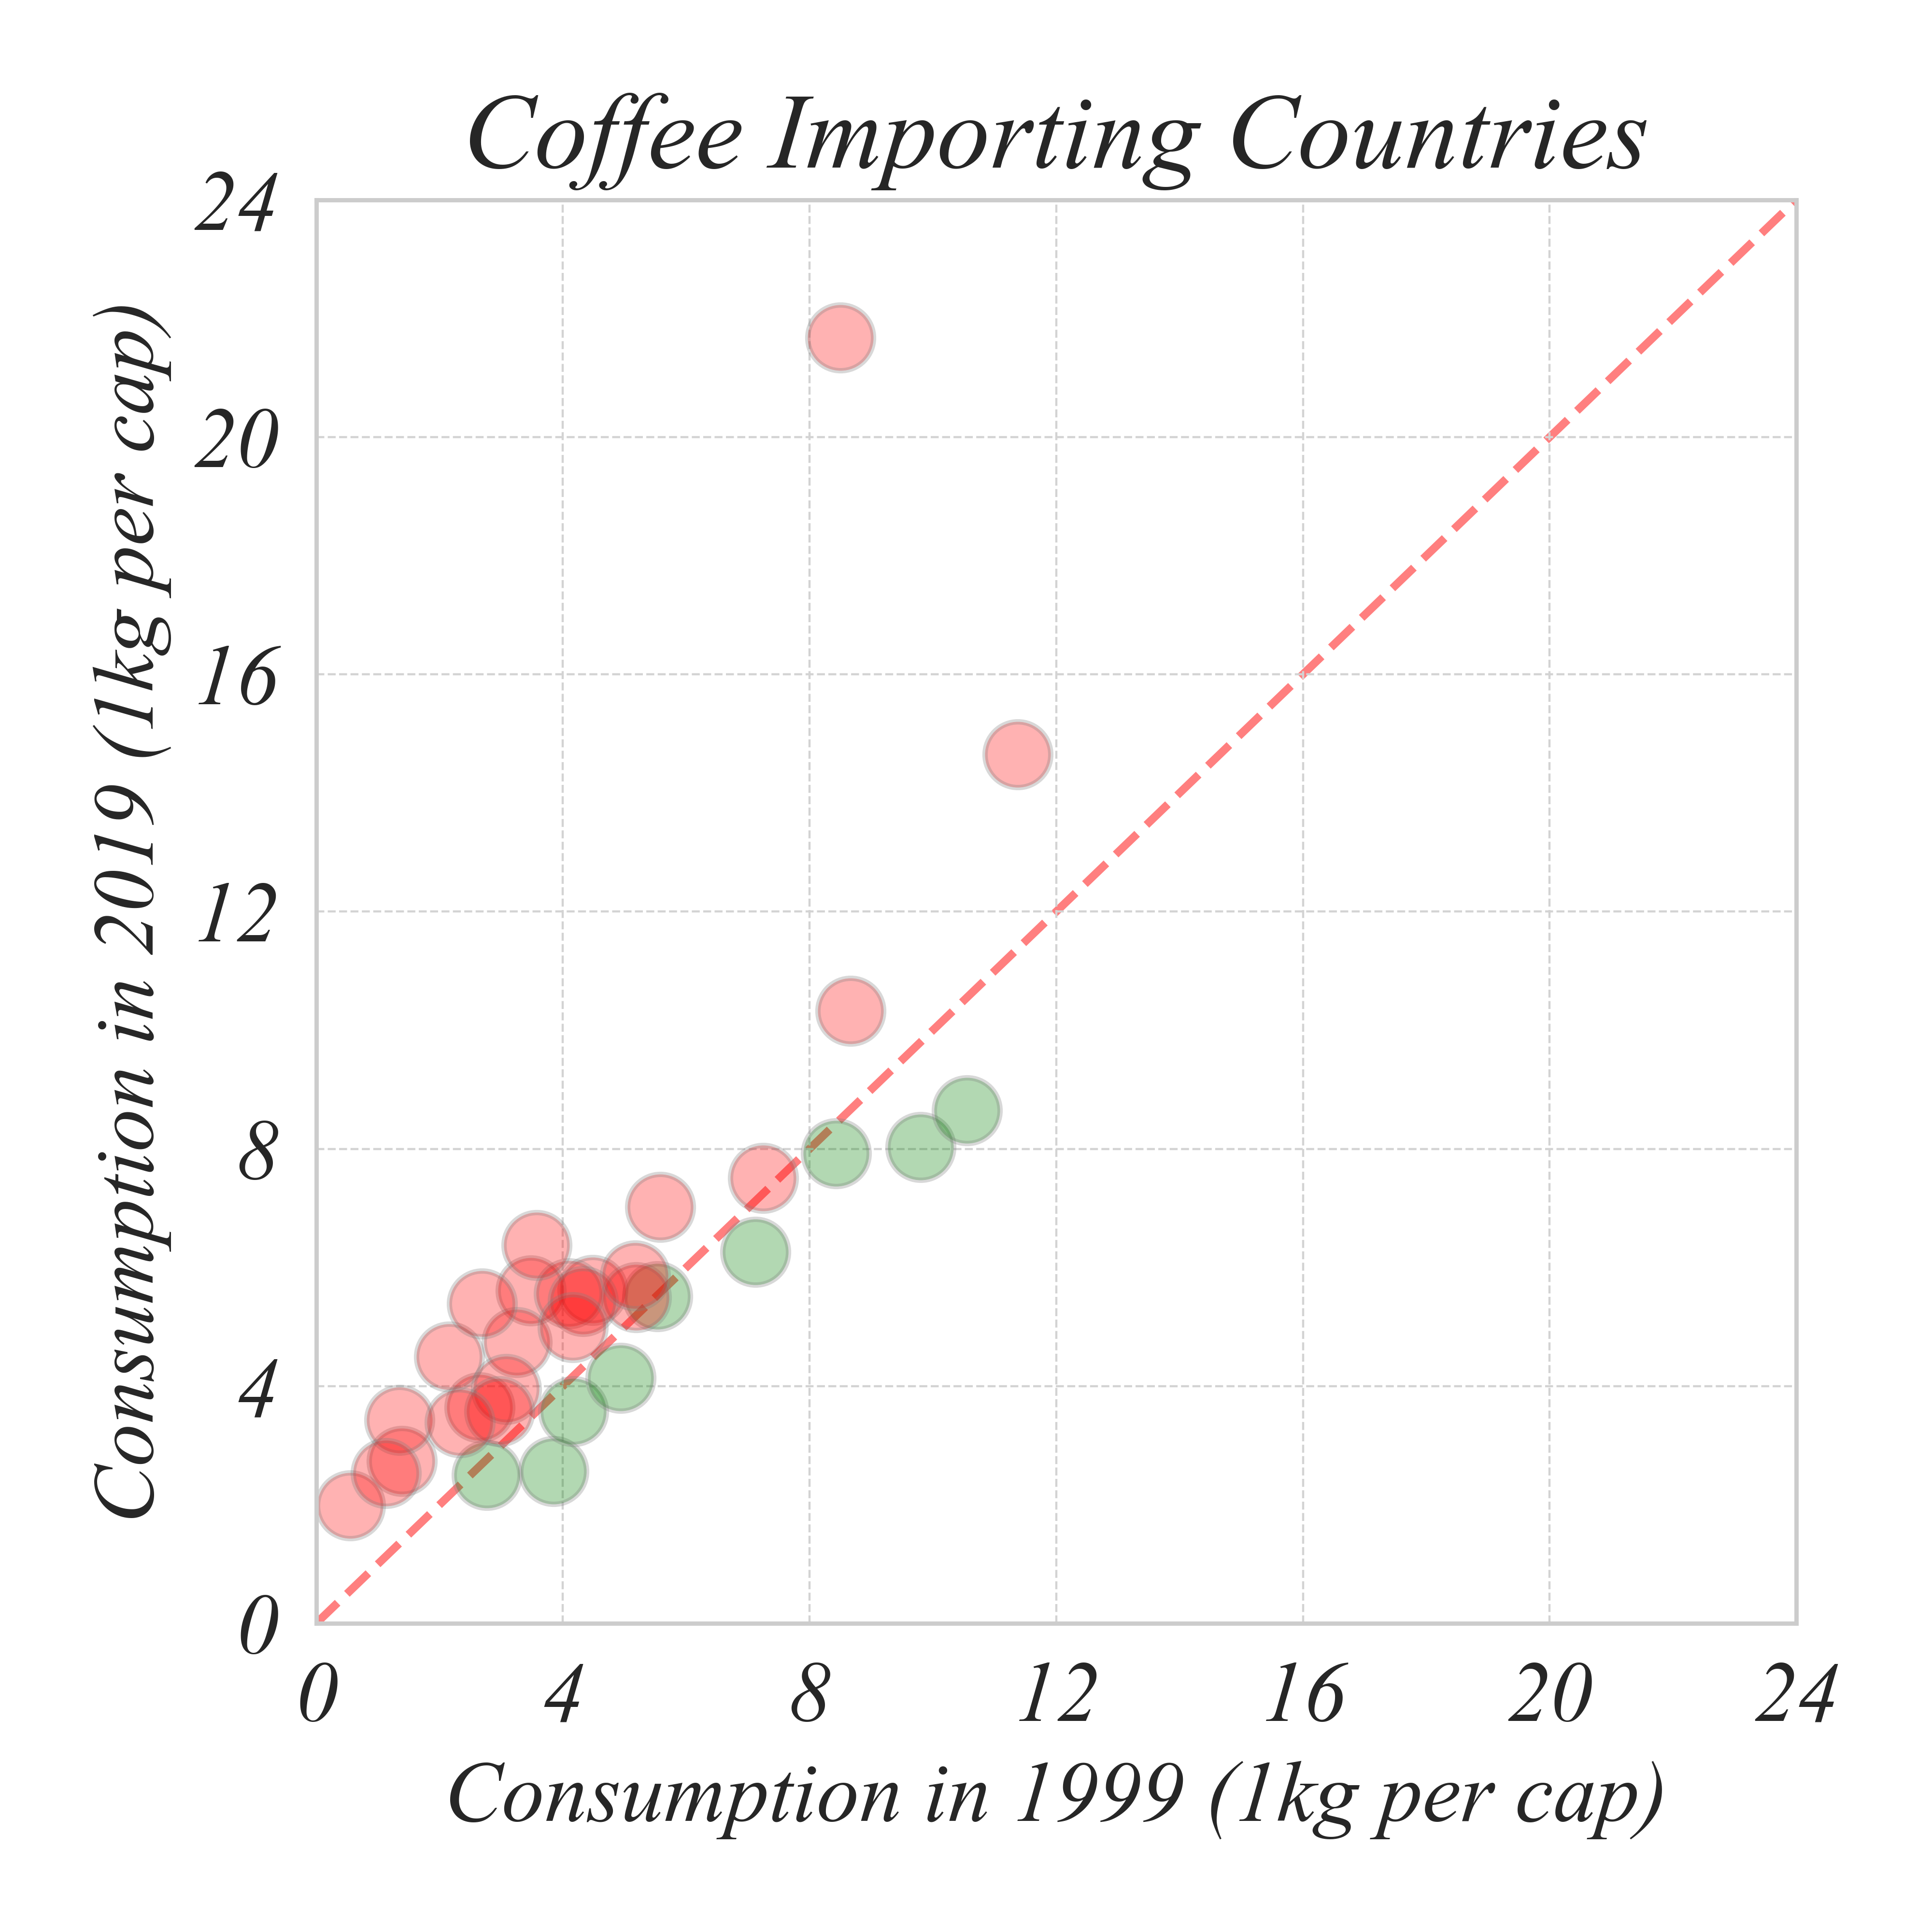 Coffee Importing Countries
Consumption in 2019 (1kg per cap)
24
20
16
12
8
4
0
0 4 8 12 16 20 24
Consumption in 1999 (1kg per cap)